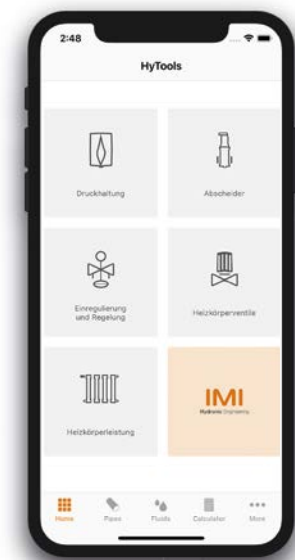 2:48
HyTools
Druckhaltung
Abscheider
Einregulierung
und Regelung
Heizkörperventile
Heizkörperleistung
IMI
Hydronic Engineering
Home
Pipes
Fluids
Calculator
More